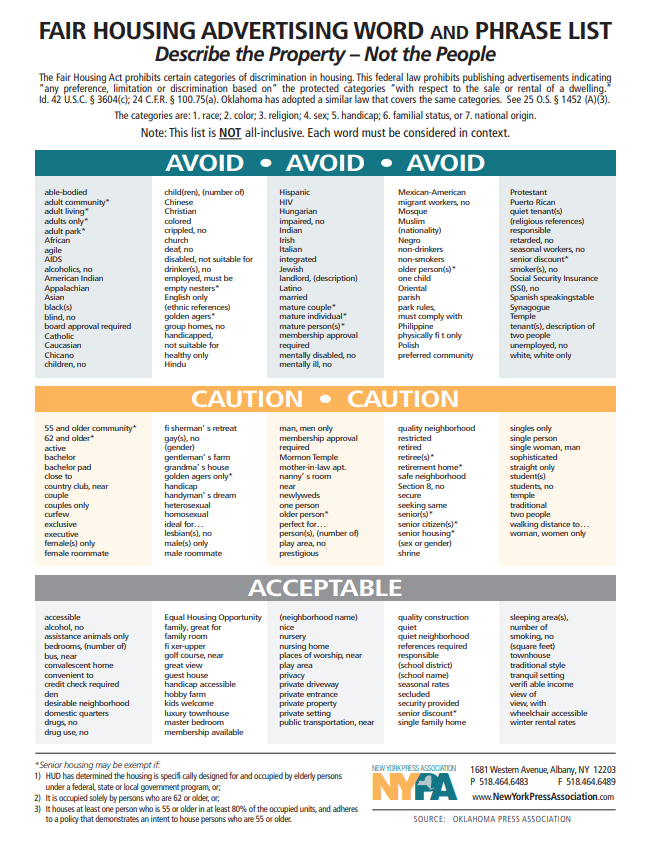 FAIR HOUSING ADVERTISING WORD AND PHRASE LIST
Describe the Property – Not the People
The Fair Housing Act prohibits certain categories of discrimination in housing. This federal law prohibits publishing advertisements indicating
"any preference, limitation or discrimination based on" the protected categories "with respect to the sale or rental of a dwelling."
Id. 42 U.S.C. § 3604(c); 24 C.F.R. § 100.75(a). Oklahoma has adopted a similar law that covers the same categories. See 25 O.S. § 1452 (A)(3).
The categories are: 1. race; 2. color; 3. religion; 4. sex; 5. handicap; 6. familial status, or 7. national origin.
Note: This list is NOT all-inclusive. Each word must be considered in context.
AVOID • AVOID • AVOID
able-bodied
adult community*
adult living*
adults only*
adult park*
African
agile
AIDS
alcoholics, no
American Indian
Appalachian
Asian
black(s)
blind, no
board approval required
Catholic
Caucasian
Chicano
children, no
child(ren), (number of)
Chinese
Christian
colored
crippled, no
church
deaf, no
disabled, not suitable for
drinker(s), no
employed, must be
empty nesters*
English only
(ethnic references)
golden agers*
group homes, no
handicapped,
not suitable for
healthy only
Hindu
Hispanic
HIV
Hungarian
impaired, no
Indian
Irish
Italian
integrated
Jewish
landlord, (description)
Latino
married
mature couple*
mature individual*
mature person(s)*
membership approval
required
mentally disabled, no
mentally ill, no
Mexican-American
migrant workers, no
Mosque
Muslim
(nationality)
Negro
non-drinkers
non-smokers
older person(s)*
one child
Oriental
parish
park rules,
must comply with
Philippine
physically fi t only
Polish
preferred community
Protestant
Puerto Rican
quiet tenant(s)
(religious references)
responsible
retarded, no
seasonal workers, no
senior discount*
smoker(s), no
Social Security Insurance
(SSI), no
Spanish speakingstable
Synagogue
Temple
tenant(s), description of
two people
unemployed, no
white, white only
CAUTION • CAUTION
55 and older community*
62 and older*
active
bachelor
bachelor pad
close to
country club, near
couple
couples only
curfew
exclusive
executive
female(s) only
female roommate
fi sherman' s retreat
gay(s), no
(gender)
gentleman' s farm
grandma' s house
golden agers only*
handicap
handyman' s dream
heterosexual
homosexual
ideal for…
lesbian(s), no
male(s) only
male roommate
man, men only
membership approval
required
Mormon Temple
mother-in-law apt.
nanny' s room
near
newlyweds
one person
older person*
perfect for…
person(s), (number of)
play area, no
prestigious
quality neighborhood
restricted
retired
retiree(s)*
retirement home*
safe neighborhood
Section 8, no
secure
seeking same
senior(s)*
senior citizen(s)*
senior housing*
(sex or gender)
shrine
singles only
single person
single woman, man
sophisticated
straight only
student(s)
students, no
temple
traditional
two people
walking distance to…
woman, women only
ACCEPTABLE
accessible
alcohol, no
assistance animals only
bedrooms, (number of)
bus, near
convalescent home
convenient to
credit check required
den
desirable neighborhood
domestic quarters
drugs, no
drug use, no
Equal Housing Opportunity
family, great for
family room
fi xer-upper
golf course, near
great view
guest house
handicap accessible
hobby farm
kids welcome
luxury townhouse
master bedroom
membership available
(neighborhood name)
nice
nursery
nursing home
places of worship, near
play area
privacy
private driveway
private entrance
private property
private setting
public transportation, near
quality construction
quiet
quiet neighborhood
references required
responsible
(school district)
(school name)
seasonal rates
secluded
security provided
senior discount*
single family home
sleeping area(s),
number of
smoking, no
(square feet)
townhouse
traditional style
tranquil setting
verifi able income
view of
view, with
wheelchair accessible
winter rental rates
*Senior housing may be exempt if:
1) HUD has determined the housing is specifi cally designed for and occupied by elderly persons
under a federal, state or local government program, or;
2) It is occupied solely by persons who are 62 or older, or;
3) It houses at least one person who is 55 or older in at least 80% of the occupied units, and adheres
to a policy that demonstrates an intent to house persons who are 55 or older.
NEW YORK PRESS ASSOCIATION
NYPA
1681 Western Avenue, Albany, NY 12203
P 518.464.6483 F 518.464.6489
www.NewYorkPressAssociation.com
SOURCE: OKLAHOMA PRESS ASSOCIATION